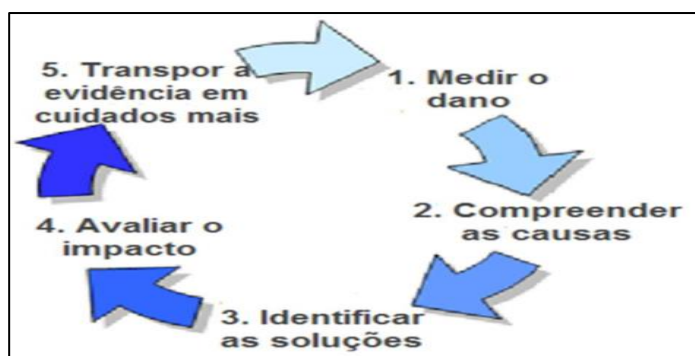 1. Medir o
dano
2. Compreender
as causas
3. Identificar
as soluções
4. Avaliar o
impacto
5. Transpor a
evidência em
cuidados mais